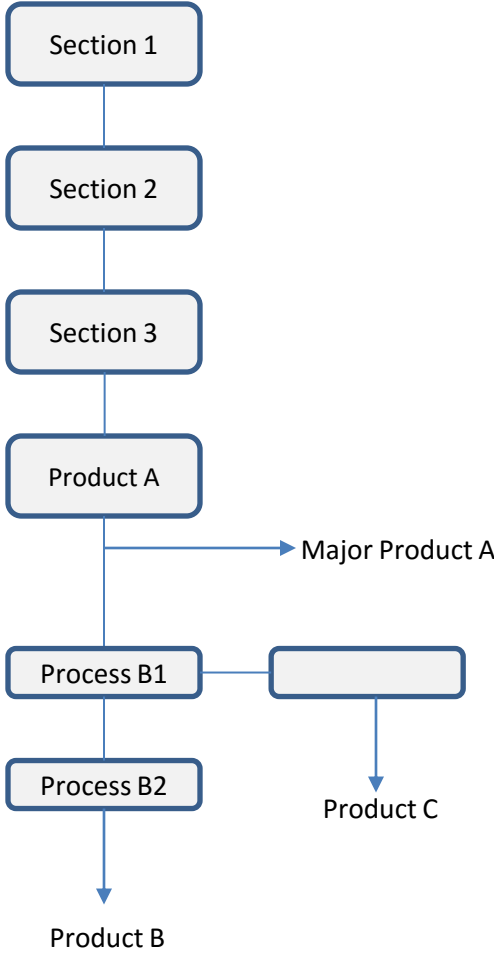 Section 1
Section 2
Section 3
Product A
Major Product A
Process B1
Process B2
Product C
Product B